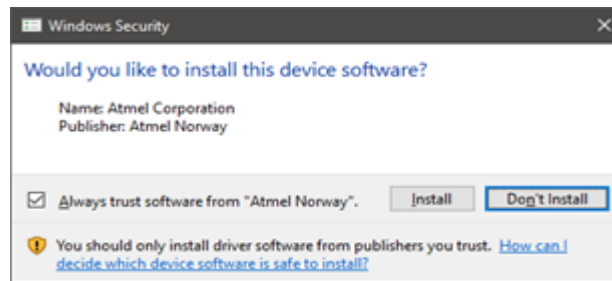 Windows Security
Would you like to install this device software?
Name: Atmel Corporation
Publisher: Atmel Norway
Always trust software from "Atmel Norway".
Install
Don't Install
You should only install driver software from publishers you trust. How can I
decide which device software is safe to install?